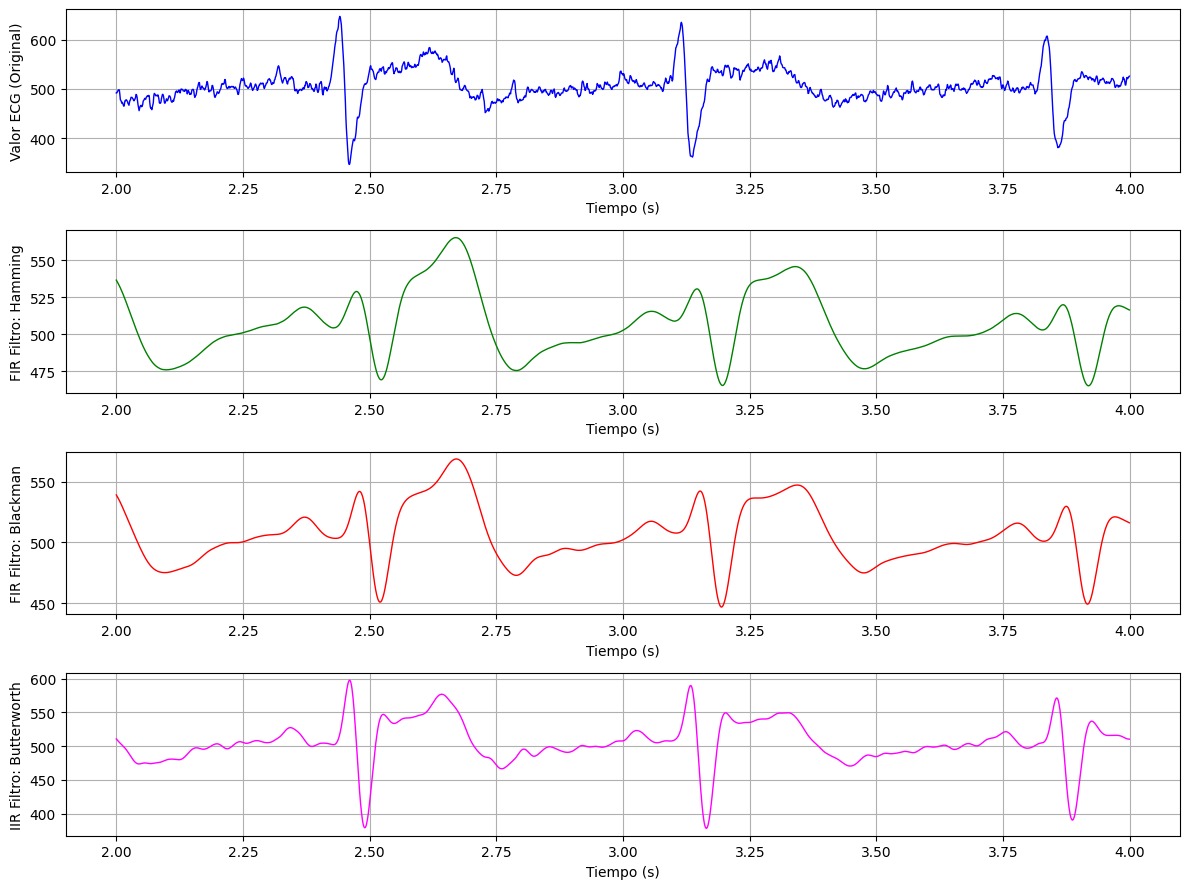 Valor ECG (Original)
600
500
400
2.00 2.25 2.50 2.75 3.00 3.25 3.50 3.75 4.00
Tiempo (s)
FIR Filtro: Hamming
550
525
500
475
2.00 2.25 2.50 2.75 3.00 3.25 3.50 3.75 4.00
Tiempo (s)
FIR Filtro: Blackman
550
500
450
2.00 2.25 2.50 2.75 3.00 3.25 3.50 3.75 4.00
Tiempo (s)
IIR Filtro: Butterworth
600
550
500
450
400
2.00 2.25 2.50 2.75 3.00 3.25 3.50 3.75 4.00
Tiempo (s)